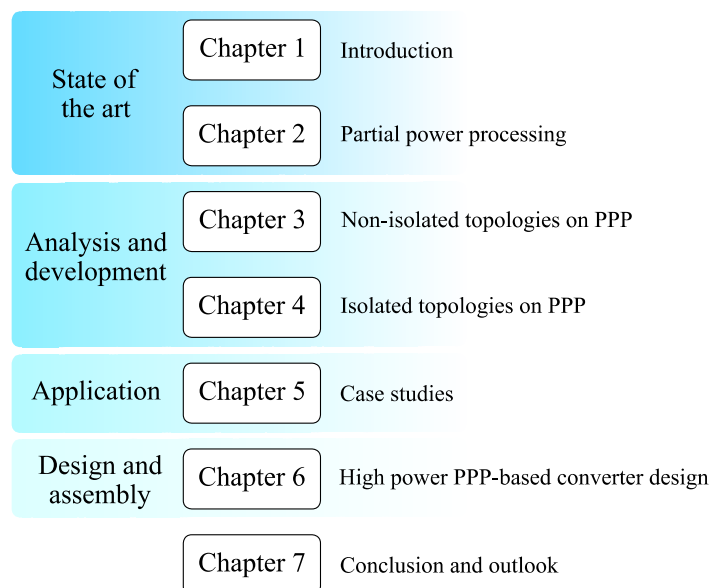 State of
the art
Chapter 1
Introduction
Chapter 2
Partial power processing
Analysis and
development
Chapter 3
Non-isolated topologies on PPP
Chapter 4
Isolated topologies on PPP
Application
Chapter 5
Case studies
Design and
assembly
Chapter 6
High power PPP-based converter design
Chapter 7
Conclusion and outlook